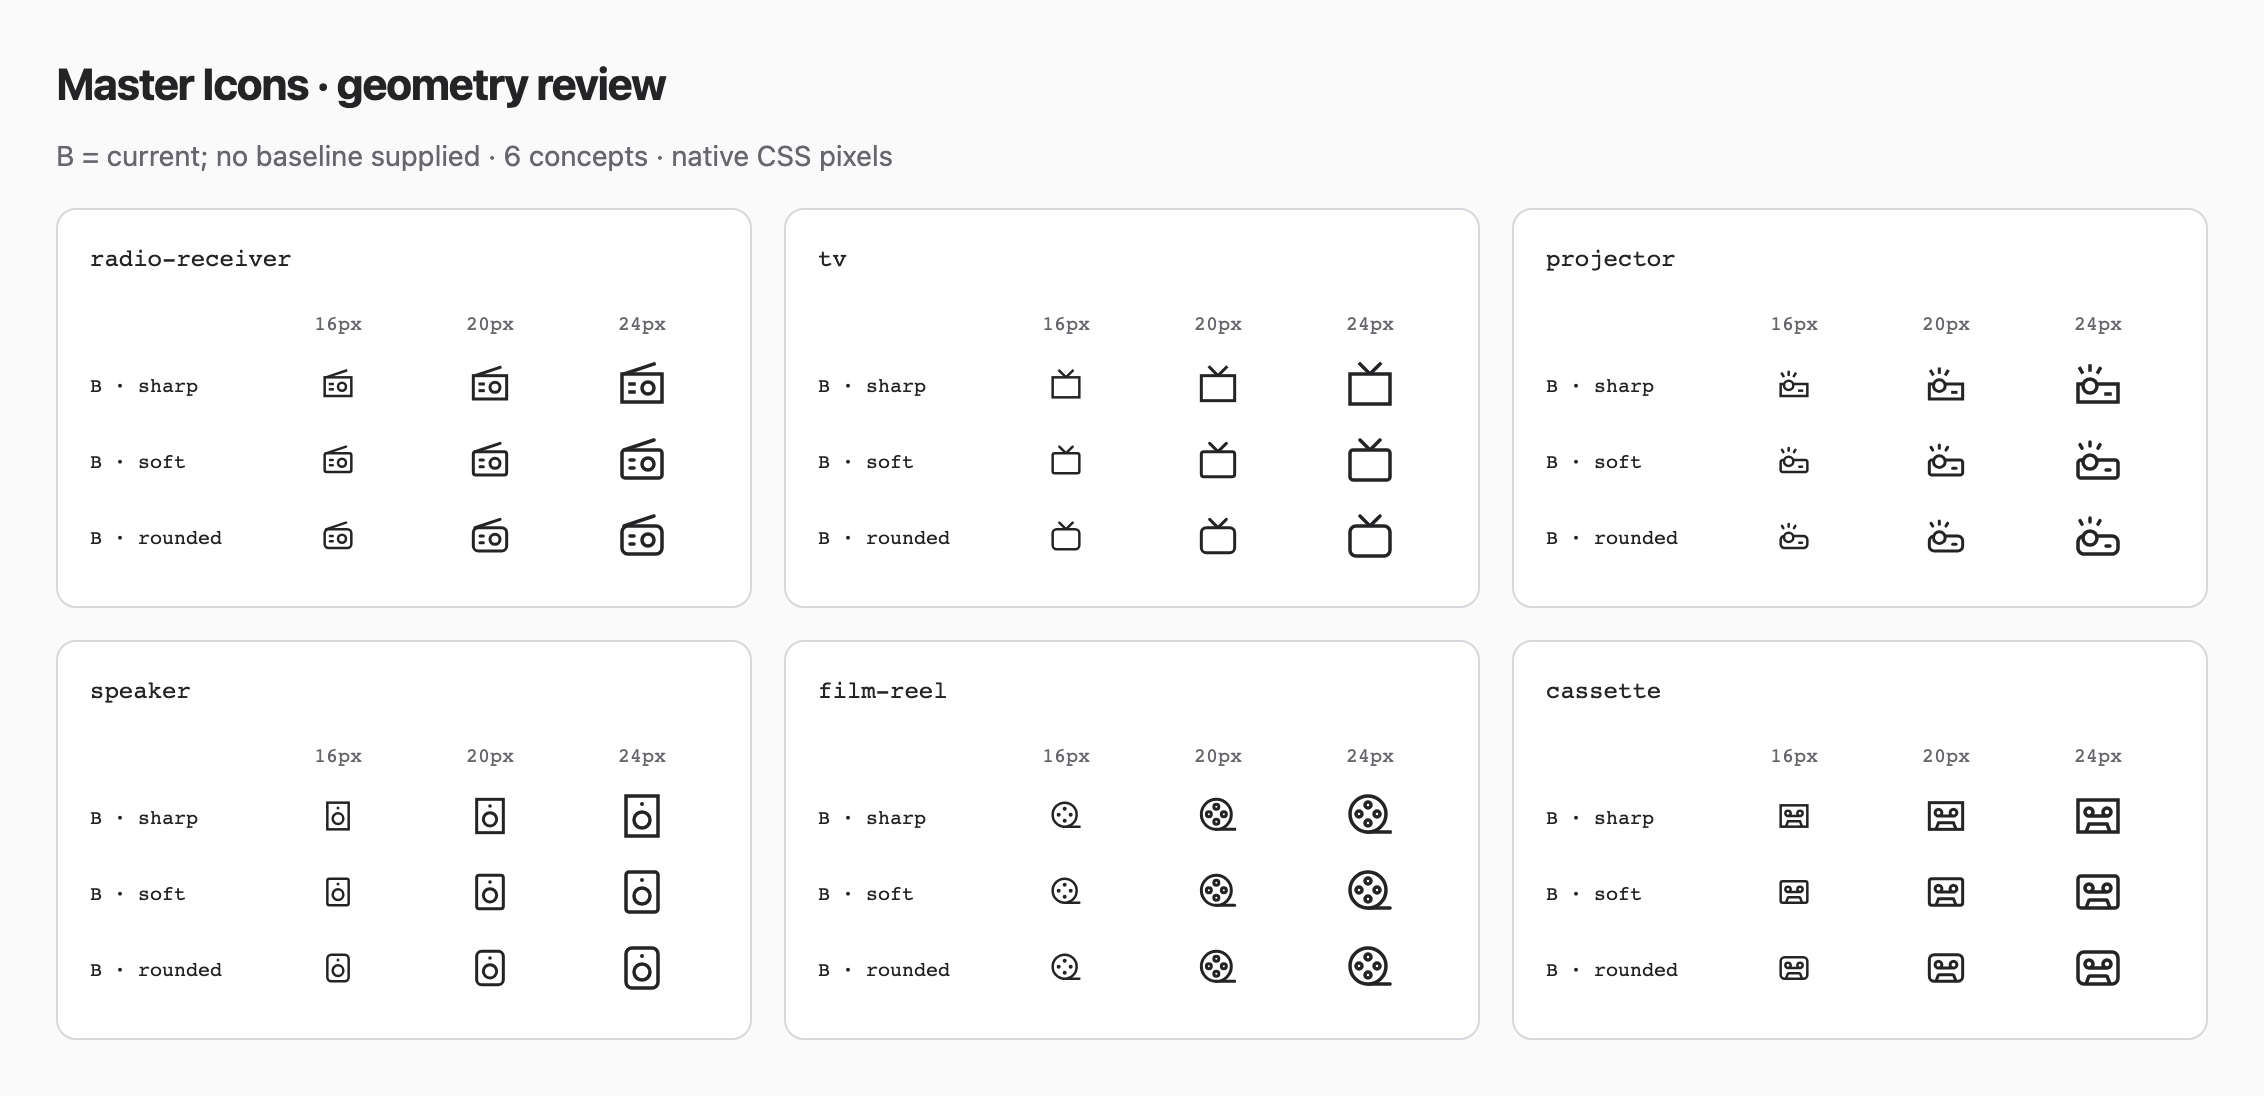 Master Icons · geometry review
B = current; no baseline supplied · 6 concepts · native CSS pixels
radio-receiver
16px 20px 24px
B · sharp
B · soft
B · rounded
tv
16px 20px 24px
B · sharp
B · soft
B · rounded
projector
16px 20px 24px
B · sharp
B · soft
B · rounded
speaker
16px 20px 24px
B · sharp
B · soft
B · rounded
film-reel
16px 20px 24px
B · sharp
B · soft
B · rounded
cassette
16px 20px 24px
B · sharp
B · soft
B · rounded